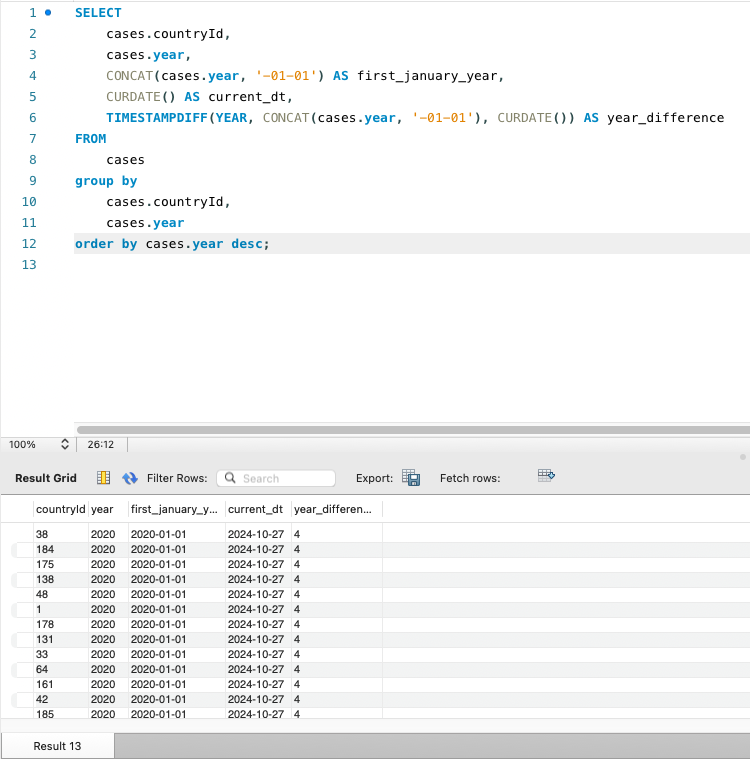 1 SELECT
2 cases.countryId,
3 cases.year,
4 CONCAT(cases.year, '-01-01') AS first_january_year,
5 CURDATE() AS current_dt,
6 TIMESTAMPDIFF(YEAR, CONCAT(cases.year, '-01-01'), CURDATE()) AS year_difference
7 FROM
8 cases
9 group by
10 cases.countryId,
11 cases.year
12 order by cases.year desc;
13
100% 26:12
Result Grid Filter Rows: Search Export: Fetch rows:
countryId year first_january_y... current_dt year_differen...
38 2020 2020-01-01 2024-10-27 4
184 2020 2020-01-01 2024-10-27 4
175 2020 2020-01-01 2024-10-27 4
138 2020 2020-01-01 2024-10-27 4
48 2020 2020-01-01 2024-10-27 4
1 2020 2020-01-01 2024-10-27 4
178 2020 2020-01-01 2024-10-27 4
131 2020 2020-01-01 2024-10-27 4
33 2020 2020-01-01 2024-10-27 4
64 2020 2020-01-01 2024-10-27 4
161 2020 2020-01-01 2024-10-27 4
42 2020 2020-01-01 2024-10-27 4
185 2020 2020-01-01 2024-10-27 4
Result 13